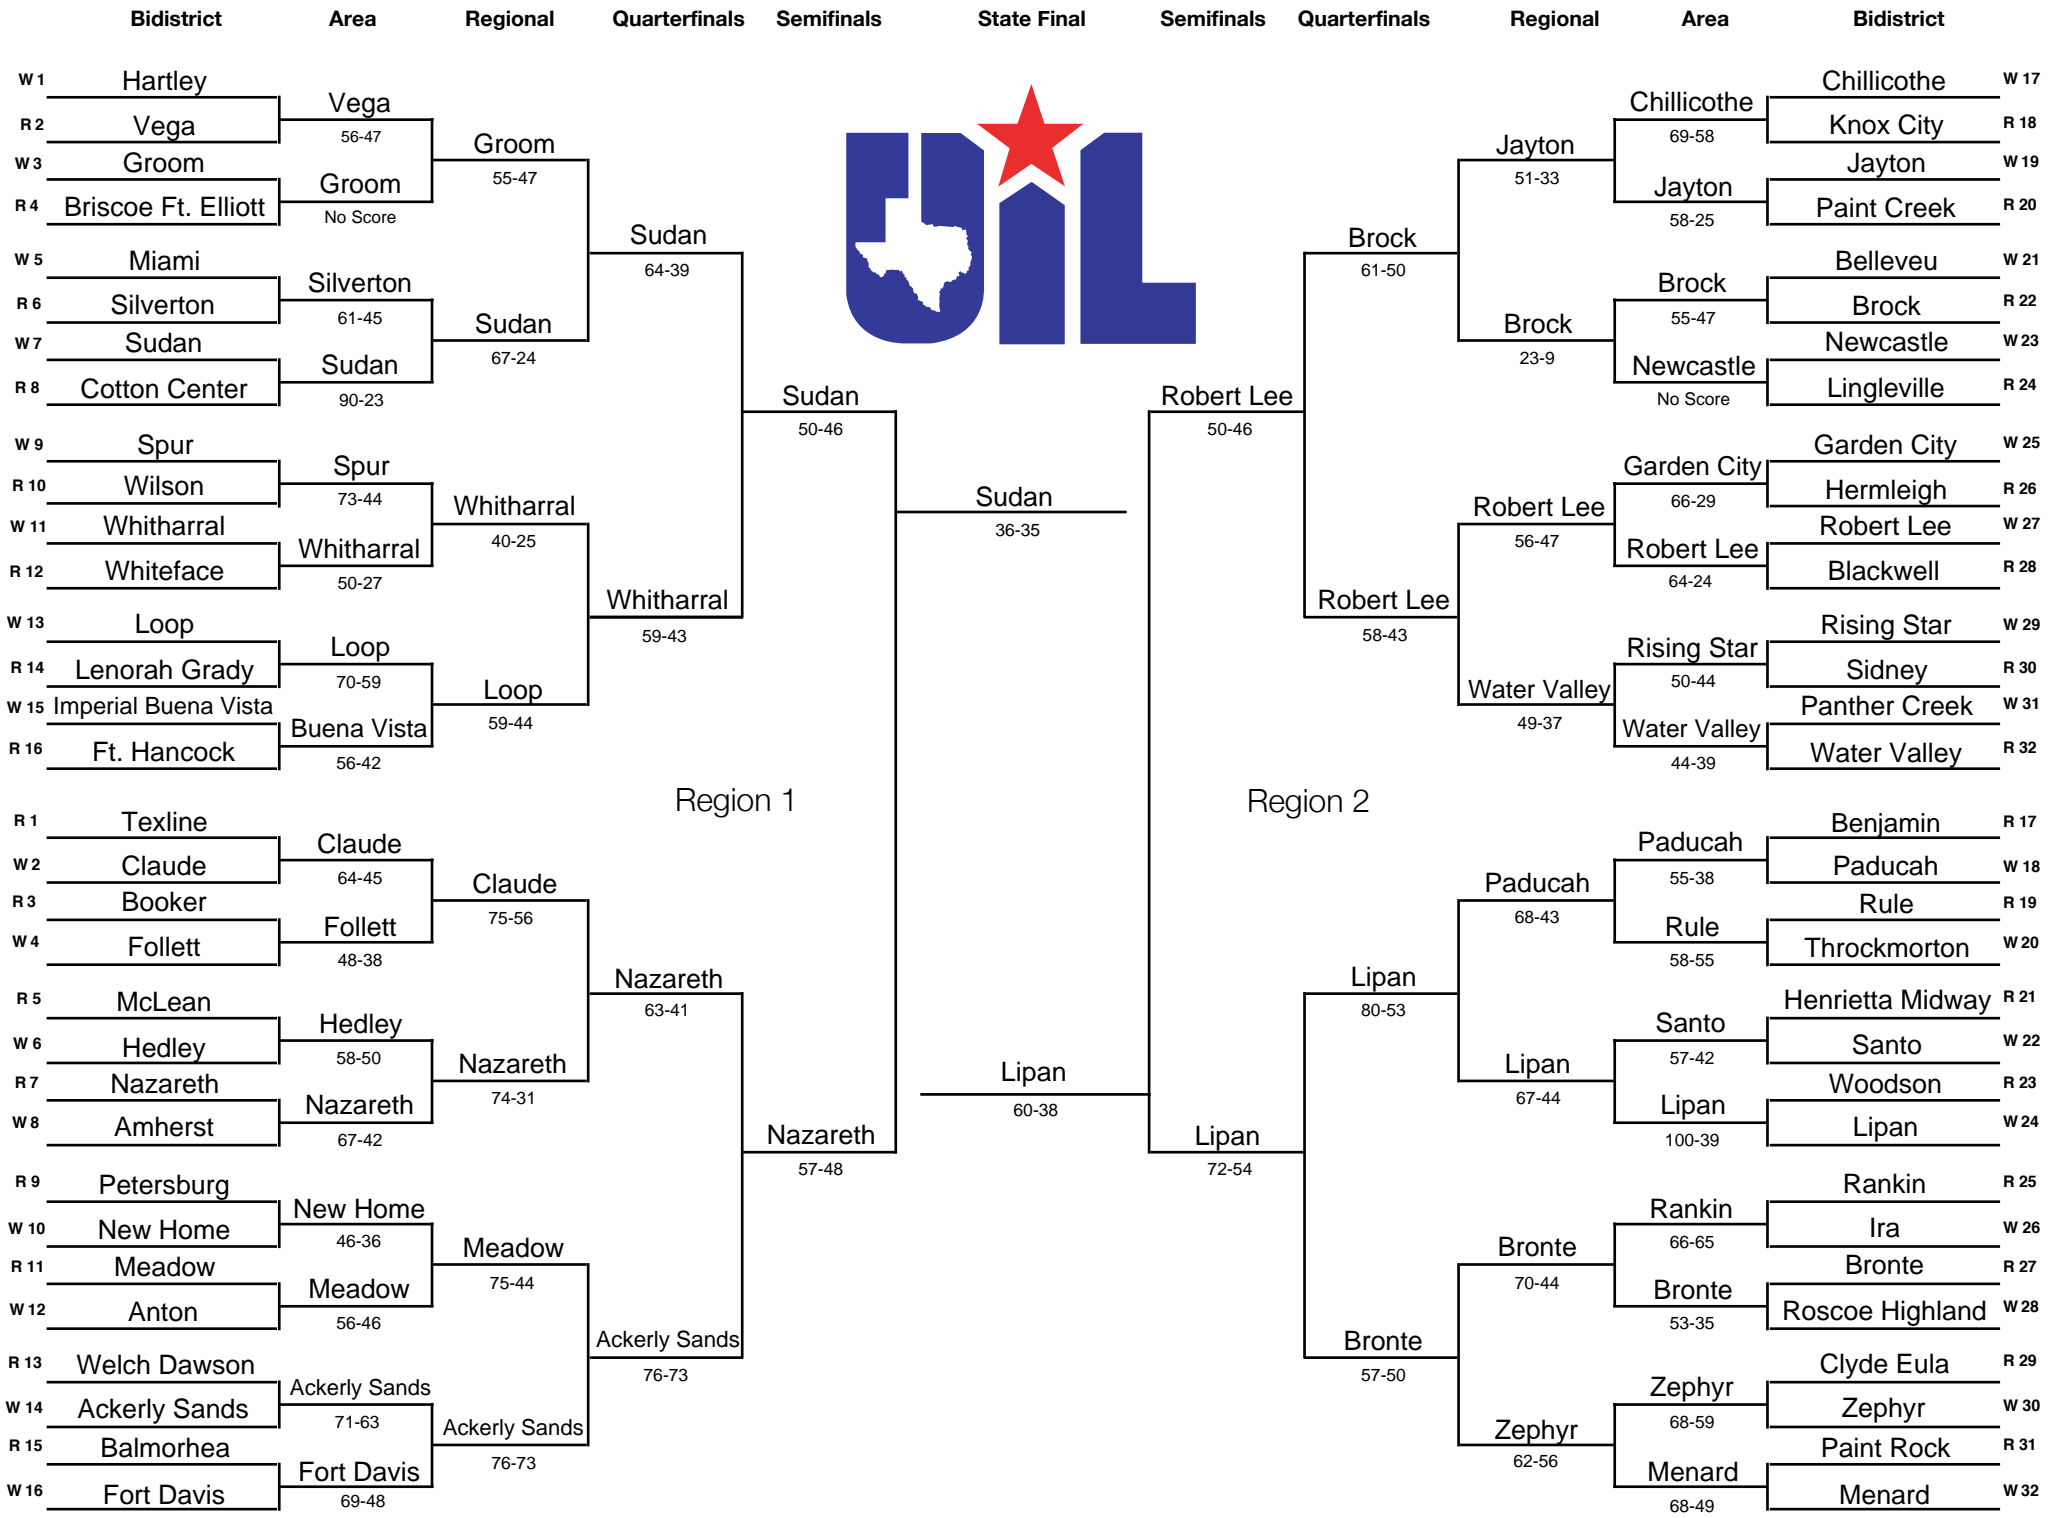 Bidistrict Area Regional Quarterfinals Semifinals State Final Semifinals Quarterfinals Regional Area Bidistrict
W 1 Hartley
R 2 Vega
W 3 Groom
R 4 Briscoe Ft. Elliott
W 5 Miami
R 6 Silverton
W 7 Sudan
R 8 Cotton Center
W 9 Spur
R 10 Wilson
W 11 Whitharral
R 12 Whiteface
W 13 Loop
R 14 Lenorah Grady
W 15 Imperial Buena Vista
R 16 Ft. Hancock
R 1 Texline
W 2 Claude
R 3 Booker
W 4 Follett
R 5 McLean
W 6 Hedley
R 7 Nazareth
W 8 Amherst
R 9 Petersburg
W 10 New Home
R 11 Meadow
W 12 Anton
R 13 Welch Dawson
W 14 Ackerly Sands
R 15 Balmorhea
W 16 Fort Davis
Vega
56-47
Groom
No Score
Silverton
61-45
Sudan
90-23
Spur
73-44
Whitharral
50-27
Loop
70-59
Buena Vista
56-42
Claude
64-45
Follett
48-38
Hedley
58-50
Nazareth
67-42
New Home
46-36
Meadow
56-46
Ackerly Sands
71-63
Fort Davis
69-48
Groom
55-47
Sudan
67-24
Whitharral
40-25
Loop
59-44
Claude
75-56
Nazareth
74-31
Meadow
75-44
Ackerly Sands
76-73
Sudan
64-39
Whitharral
59-43
Region 1
Nazareth
63-41
Ackerly Sands
76-73
Sudan
50-46
Nazareth
57-48
UIL
Sudan
36-35
Lipan
60-38
Robert Lee
50-46
Lipan
72-54
Brock
61-50
Robert Lee
58-43
Region 2
Lipan
80-53
Bronte
57-50
Jayton
51-33
Brock
23-9
Robert Lee
56-47
Water Valley
49-37
Paducah
68-43
Lipan
67-44
Bronte
70-44
Zephyr
62-56
Chillicothe
69-58
Jayton
58-25
Brock
55-47
Newcastle
No Score
Garden City
66-29
Robert Lee
64-24
Rising Star
50-44
Water Valley
44-39
Paducah
55-38
Rule
58-55
Santo
57-42
Lipan
100-39
Rankin
66-65
Bronte
53-35
Zephyr
68-59
Menard
68-49
Chillicothe W 17
Knox City R 18
Jayton W 19
Paint Creek R 20
Belleveu W 21
Brock R 22
Newcastle W 23
Lingleville R 24
Garden City W 25
Hermleigh R 26
Robert Lee W 27
Blackwell R 28
Rising Star W 29
Sidney R 30
Panther Creek W 31
Water Valley R 32
Benjamin R 17
Paducah W 18
Rule R 19
Throckmorton W 20
Henrietta Midway R 21
Santo W 22
Woodson R 23
Lipan W 24
Rankin R 25
Ira W 26
Bronte R 27
Roscoe Highland W 28
Clyde Eula R 29
Zephyr W 30
Paint Rock R 31
Menard W 32